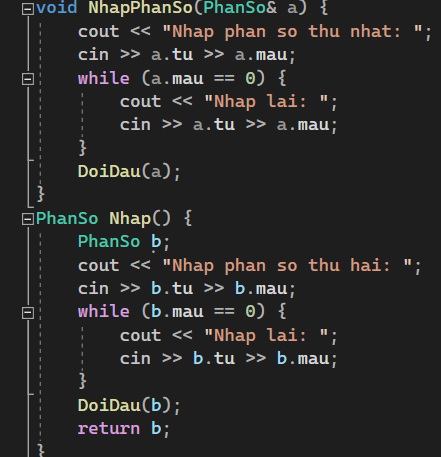 void NhapPhanSo(PhanSo& a) {
    cout << "Nhap phan so thu nhat: ";
    cin >> a.tu >> a.mau;
    while (a.mau == 0) {
        cout << "Nhap lai: ";
        cin >> a.tu >> a.mau;
    }
    DoiDau(a);
}
PhanSo Nhap() {
    PhanSo b;
    cout << "Nhap phan so thu hai: ";
    cin >> b.tu >> b.mau;
    while (b.mau == 0) {
        cout << "Nhap lai: ";
        cin >> b.tu >> b.mau;
    }
    DoiDau(b);
    return b;
}